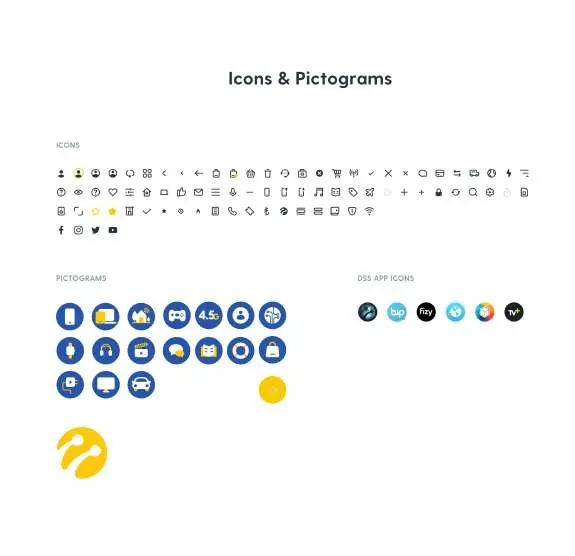 Icons & Pictograms
ICONS
PICTOGRAMS
DSS APP ICONS
4.5G
bip
fizy
TV+